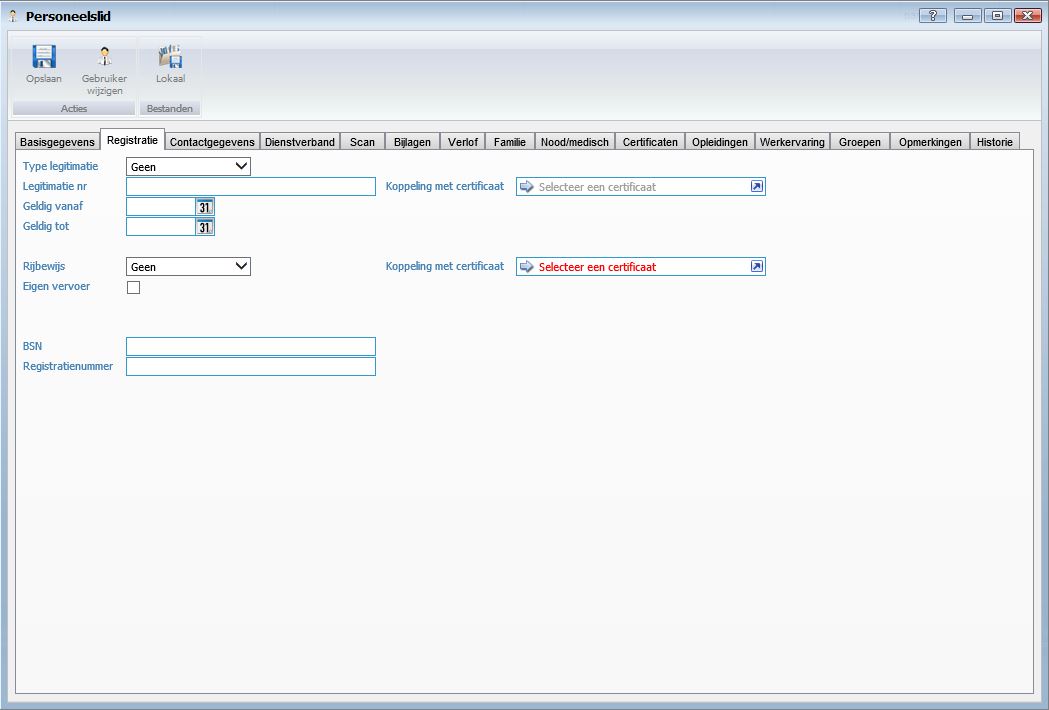 Personeelslid
?
Opslaan
Gebruiker
wijzigen
Lokaal
Acties
Bestanden
Basisgegevens Registratie Contactgegevens Dienstverband Scan Bijlagen Verlof Familie Nood/medisch Certificaten Opleidingen Werkervaring Groepen Opmerkingen Historie
Type legitimatie Geen
Legitimatie nr Koppeling met certificaat Selecteer een certificaat
Geldig vanaf 31
Geldig tot 31
Rijbewijs Geen Koppeling met certificaat Selecteer een certificaat
Eigen vervoer
BSN
Registratienummer